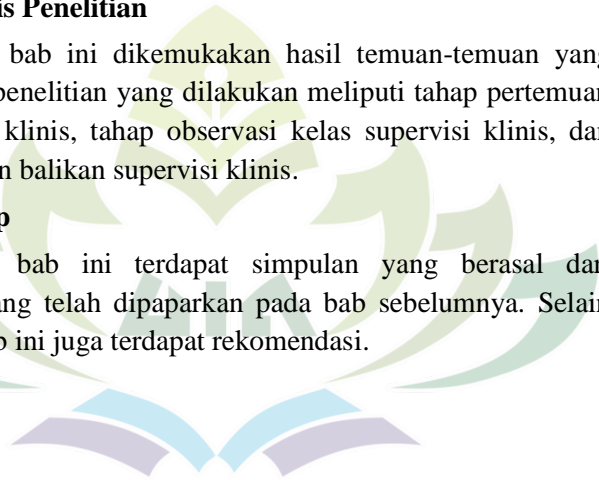 is Penelitian
bab ini dikemukakan hasil temuan-temuan yang
penelitian yang dilakukan meliputi tahap pertemuan
klinis, tahap observasi kelas supervisi klinis, dan
n balikan supervisi klinis.
p
bab ini terdapat simpulan yang berasal dari
ang telah dipaparkan pada bab sebelumnya. Selain
b ini juga terdapat rekomendasi.